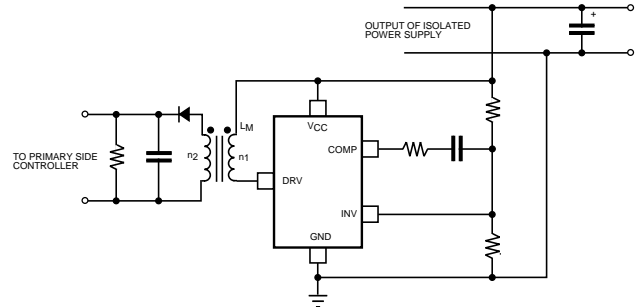 OUTPUT OF ISOLATED
POWER SUPPLY
+
LM
VCC
COMP
TO PRIMARY SIDE
CONTROLLER
n2
n1
DRV
INV
GND